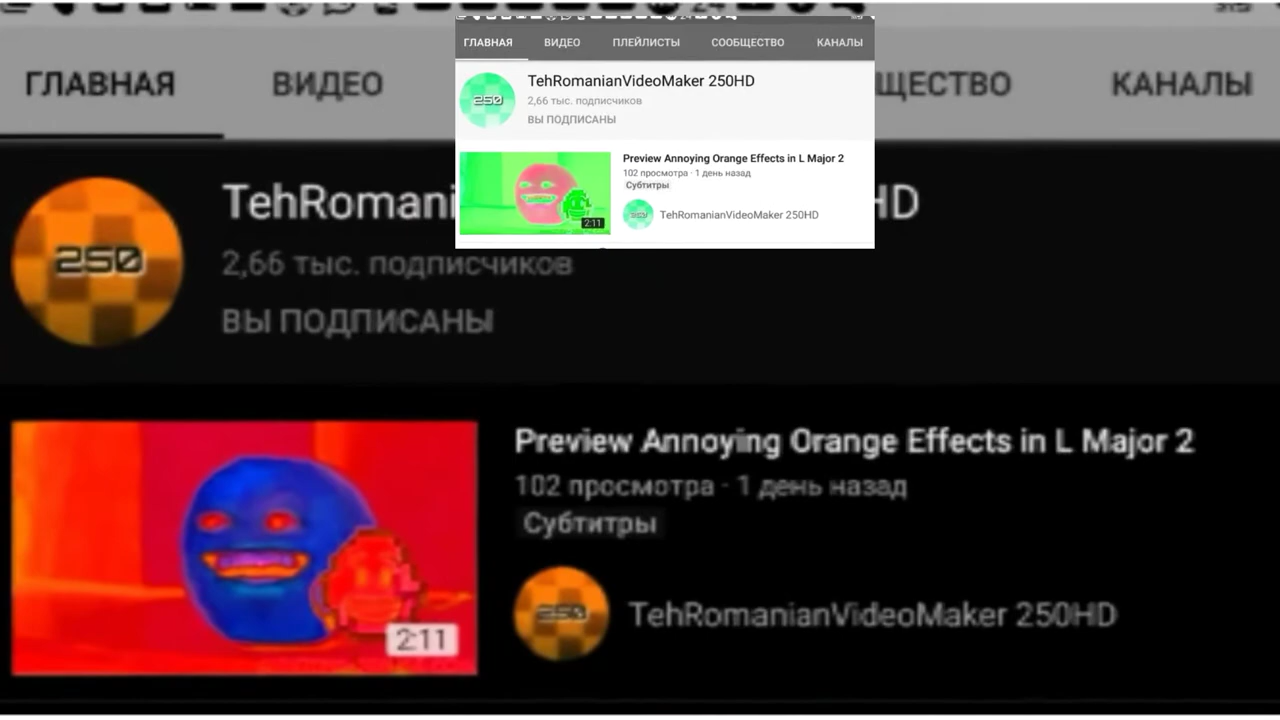 ГЛАВНАЯ ВИДЕО ПЛЕЙЛИСТЫ СООБЩЕСТВО КАНАЛЫ
250
TehRomanianVideoMaker 250HD
2,66 тыс. подписчиков
ВЫ ПОДПИСАНЫ
Preview Annoying Orange Effects in L Major 2
102 просмотра · 1 день назад
Субтитры
2:11
250
TehRomanianVideoMaker 250HD
ГЛАВНАЯ ВИДЕО ЩЕСТВО КАНАЛЫ
250
TehRomani HD
2,66 тыс. подписчиков
ВЫ ПОДПИСАНЫ
Preview Annoying Orange Effects in L Major 2
102 просмотра · 1 день назад
Субтитры
2:11
250
TehRomanianVideoMaker 250HD